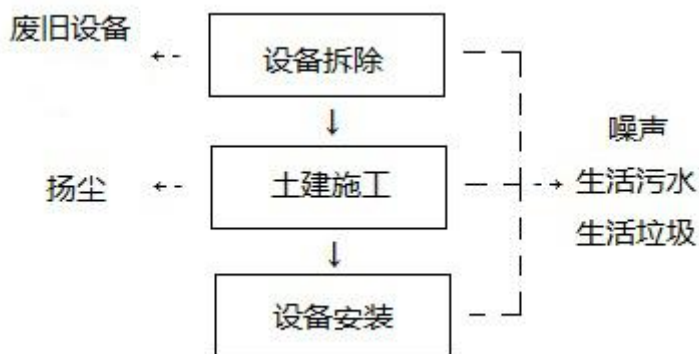 废旧设备
设备拆除
噪声
扬尘
土建施工
生活污水
生活垃圾
设备安装